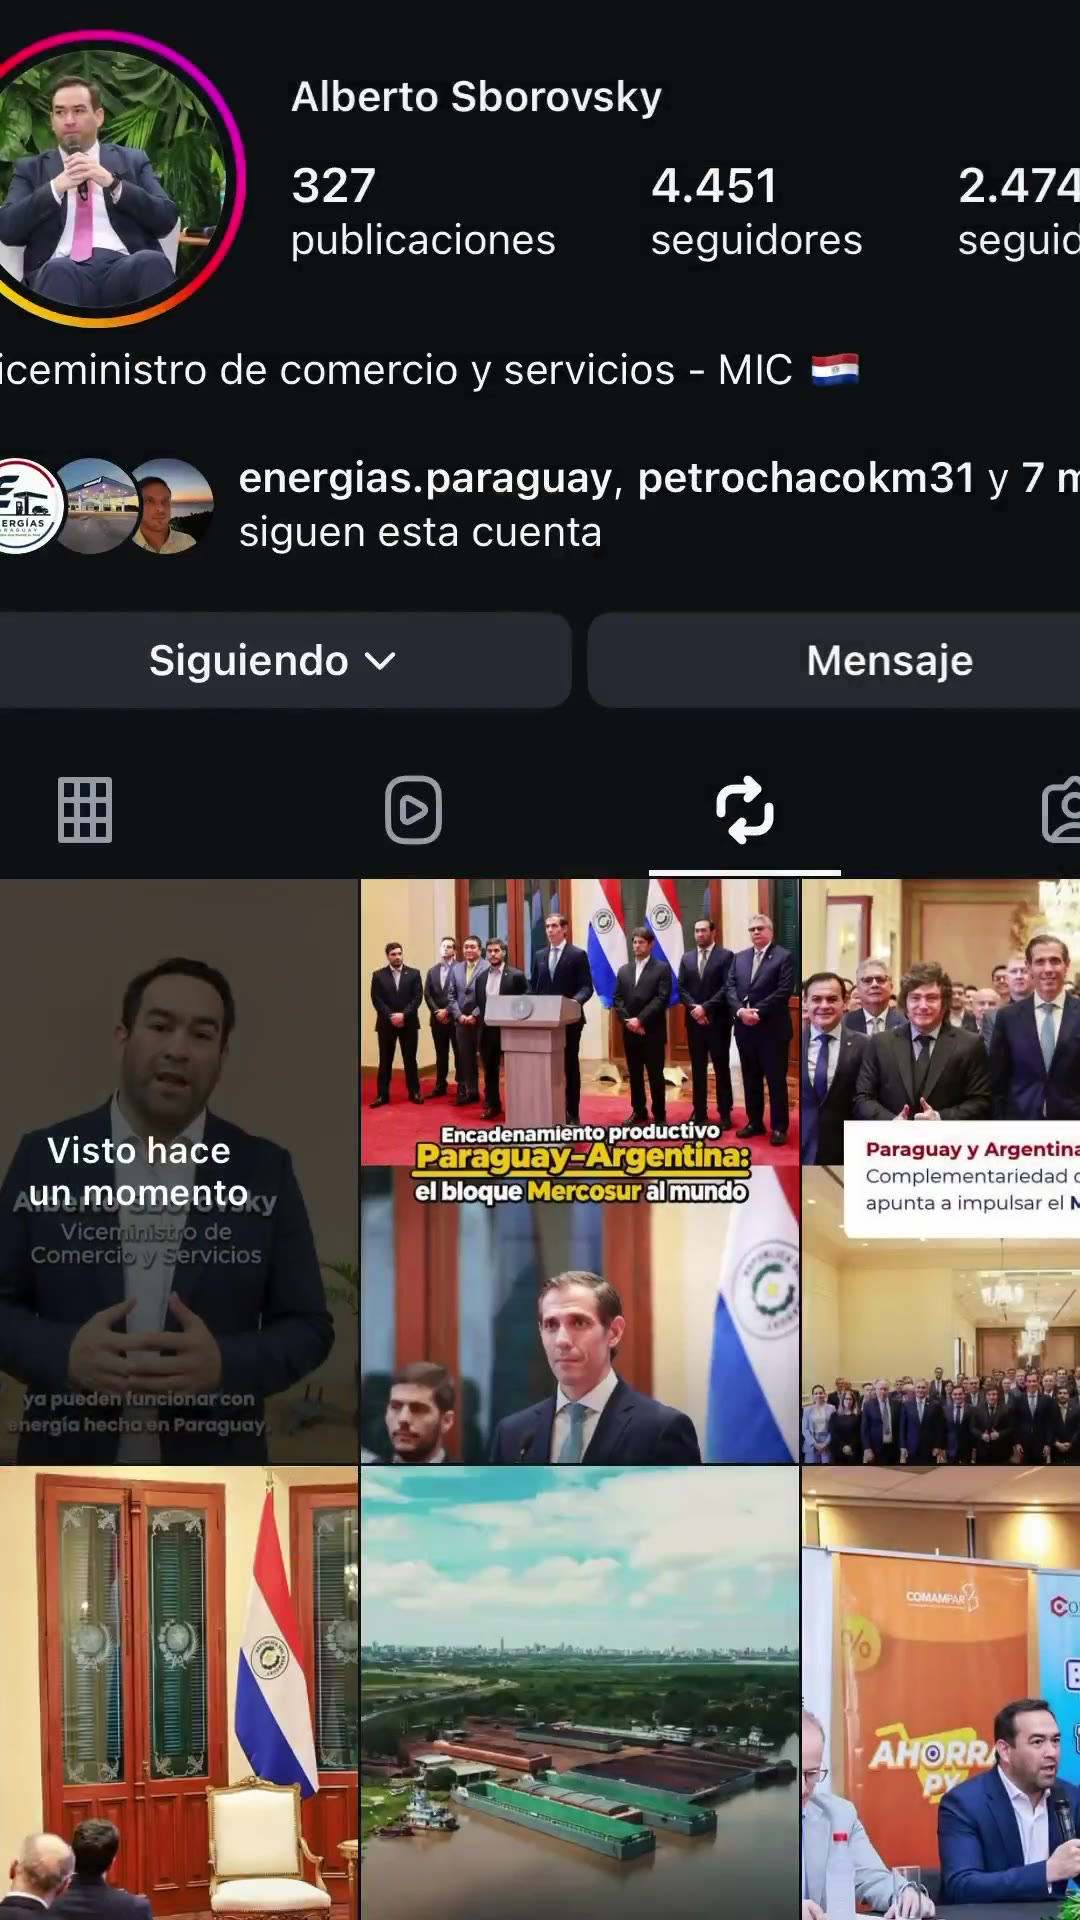 Alberto Sborovsky
327
publicaciones
4.451
seguidores
2.474
seguid
iceministro de comercio y servicios - MIC
energias.paraguay, petrochacokm31 y 7 m
siguen esta cuenta
Siguiendo
Mensaje
Visto hace
un momento
Alberto Sborovsky
Viceministro de
Comercio y Servicios
ya pueden funcionar con
energía hecha en Paraguay.
Encadenamiento productivo
Paraguay-Argentina:
el bloque Mercosur al mundo
Paraguay y Argentina
Complementariedad
apunta a impulsar el
COMAMPAR
%
AHORRA
PY